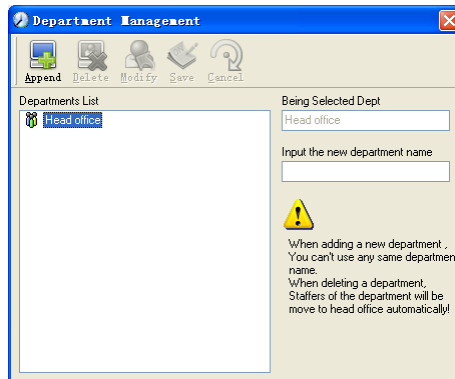 Department Management
Append Delete Modify Save Cancel
Departments List
Head office
Being Selected Dept
Head office
Input the new department name
When adding a new department ,
You can't use any same departmen
name.
When deleting a department,
Staffers of the department will be
move to head office automatically!